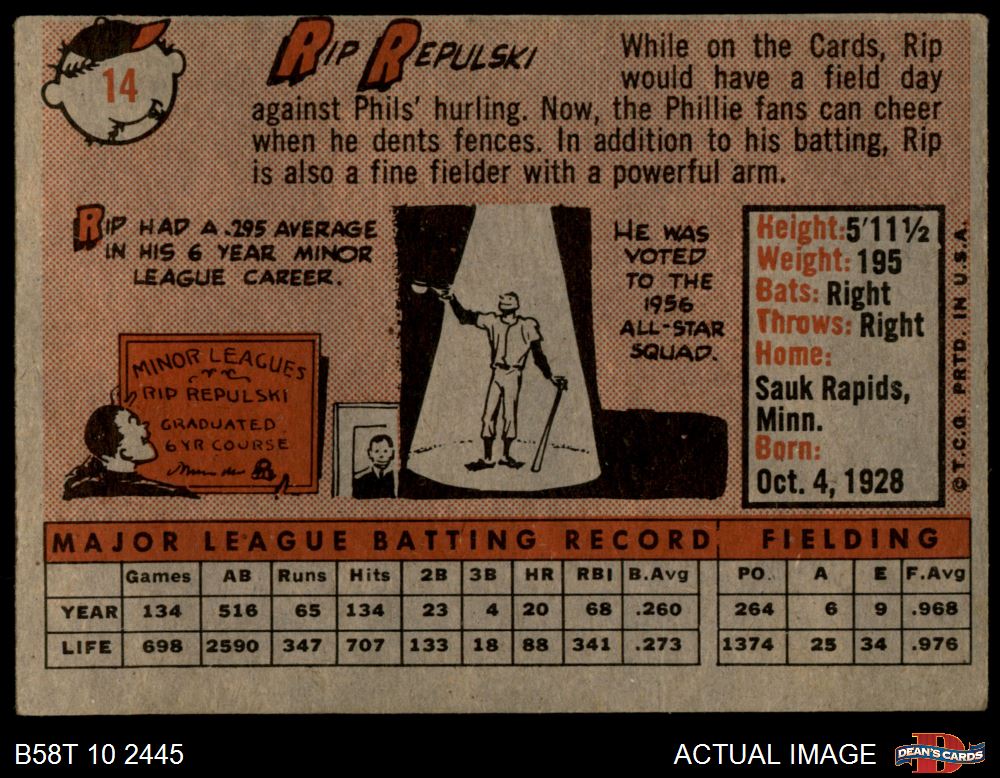 14
RIP REPULSKI
While on the Cards, Rip
would have a field day
against Phils' hurling. Now, the Phillie fans can cheer
when he dents fences. In addition to his batting, Rip
is also a fine fielder with a powerful arm.
RIP HAD A .295 AVERAGE
IN HIS 6 YEAR MINOR
LEAGUE CAREER.
MINOR LEAGUES
RIP REPULSKI
GRADUATED
6 YR COURSE
HE WAS
VOTED
TO THE
1956
ALL-STAR
SQUAD.
Height: 5'11½
Weight: 195
Bats: Right
Throws: Right
Home:
Sauk Rapids,
Minn.
Born:
Oct. 4, 1928
© T.C.G. PRTD. IN U.S.A.
MAJOR LEAGUE BATTING RECORD FIELDING
Games AB Runs Hits 2B 3B HR RBI B.Avg PO. A E F.Avg
YEAR 134 516 65 134 23 4 20 68 .260 264 6 9 .968
LIFE 698 2590 347 707 133 18 88 341 .273 1374 25 34 .976
B58T 10 2445
ACTUAL IMAGE
DEAN'S CARDS